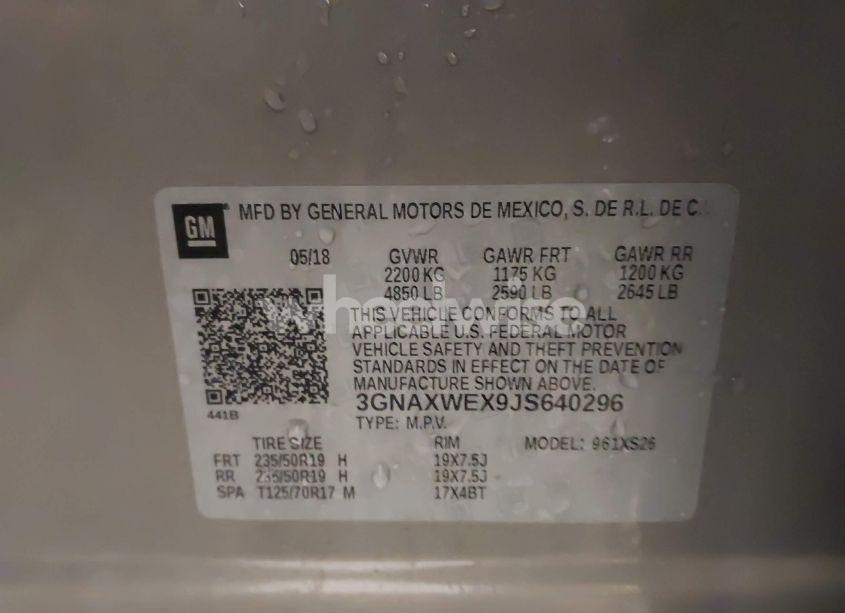 GM® MFD BY GENERAL MOTORS DE MEXICO, S. DE R.L. DE C.
05/18 GVWR GAWR FRT GAWR RR
2200 KG 1175 KG 1200 KG
4850 LB 2590 LB 2645 LB
THIS VEHICLE CONFORMS TO ALL
APPLICABLE U.S. FEDERAL MOTOR
VEHICLE SAFETY AND THEFT PREVENTION
STANDARDS IN EFFECT ON THE DATE OF
MANUFACTURE SHOWN ABOVE.
3GNAXWEX9JS640296
441B
TYPE: M.P.V.
TIRE SIZE RIM MODEL: 961XS26
FRT 235/50R19 H 19X7.5J
RR 235/50R19 H 19X7.5J
SPA T125/70R17 M 17X4BT